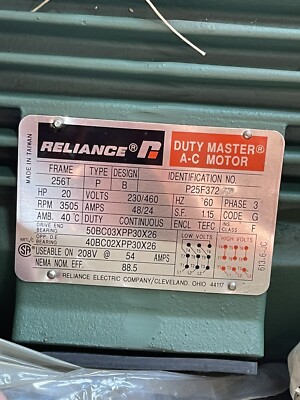 MADE IN TAIWAN
RELIANCE® DUTY MASTER®
A-C MOTOR
FRAME TYPE DESIGN IDENTIFICATION NO.
256T P B P25F372
HP 20 VOLTS 230/460 HZ 60 PHASE 3
RPM 3505 AMPS 48/24 S.F. 1.15 CODE G
AMB. 40°C DUTY CONTINUOUS ENCL TEFC CLASS F
DRIVE END 50BC03XPP30X26 LOW VOLTS HIGH VOLTS
OPP. D.E. 40BC02XPP30X26
USEABLE ON 208V @ 54 AMPS
NEMA NOM. EFF. 88.5
RELIANCE ELECTRIC COMPANY/CLEVELAND, OHIO 44117